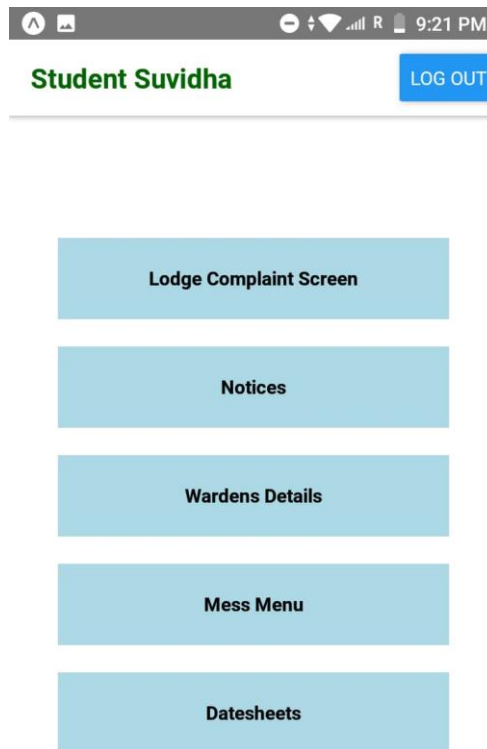 R 9:21 PM
Student Suvidha LOG OUT
Lodge Complaint Screen
Notices
Wardens Details
Mess Menu
Datesheets